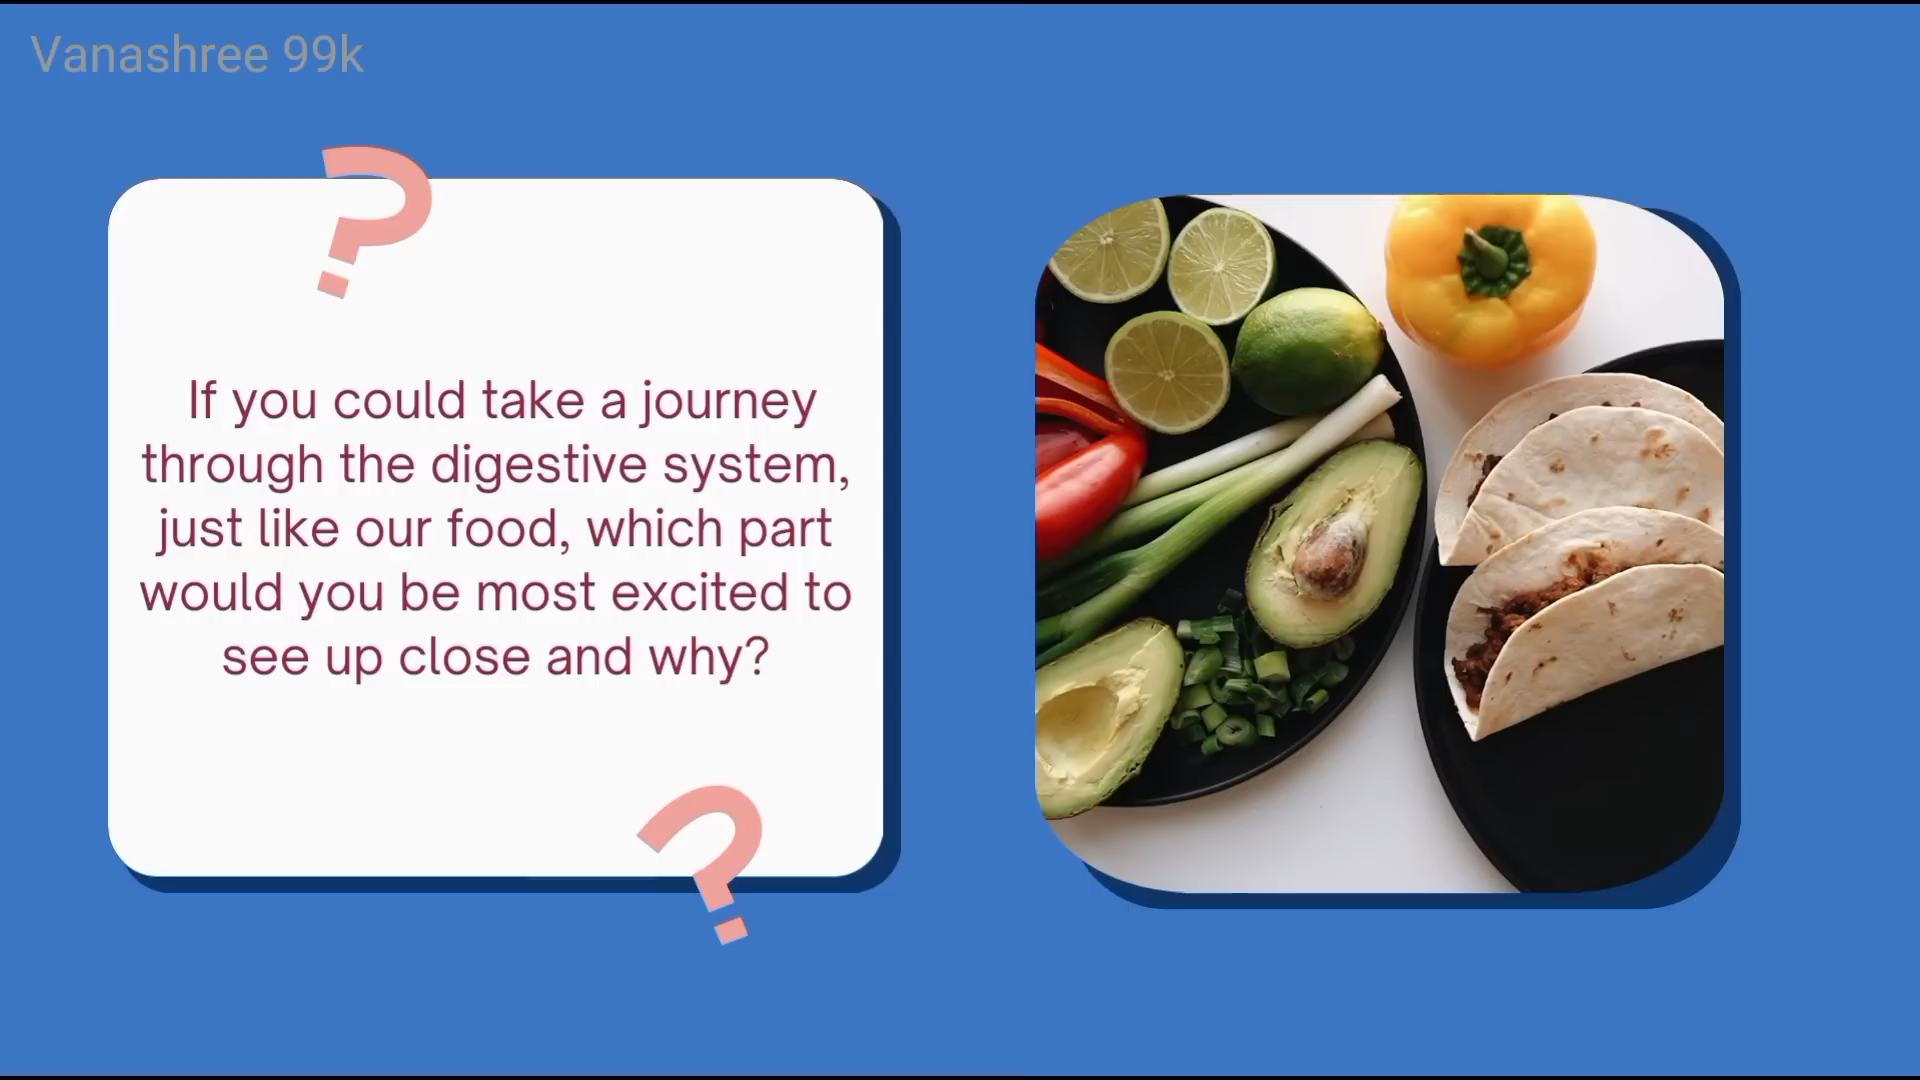 Vanashree 99k
?
If you could take a journey
through the digestive system,
just like our food, which part
would you be most excited to
see up close and why?
?